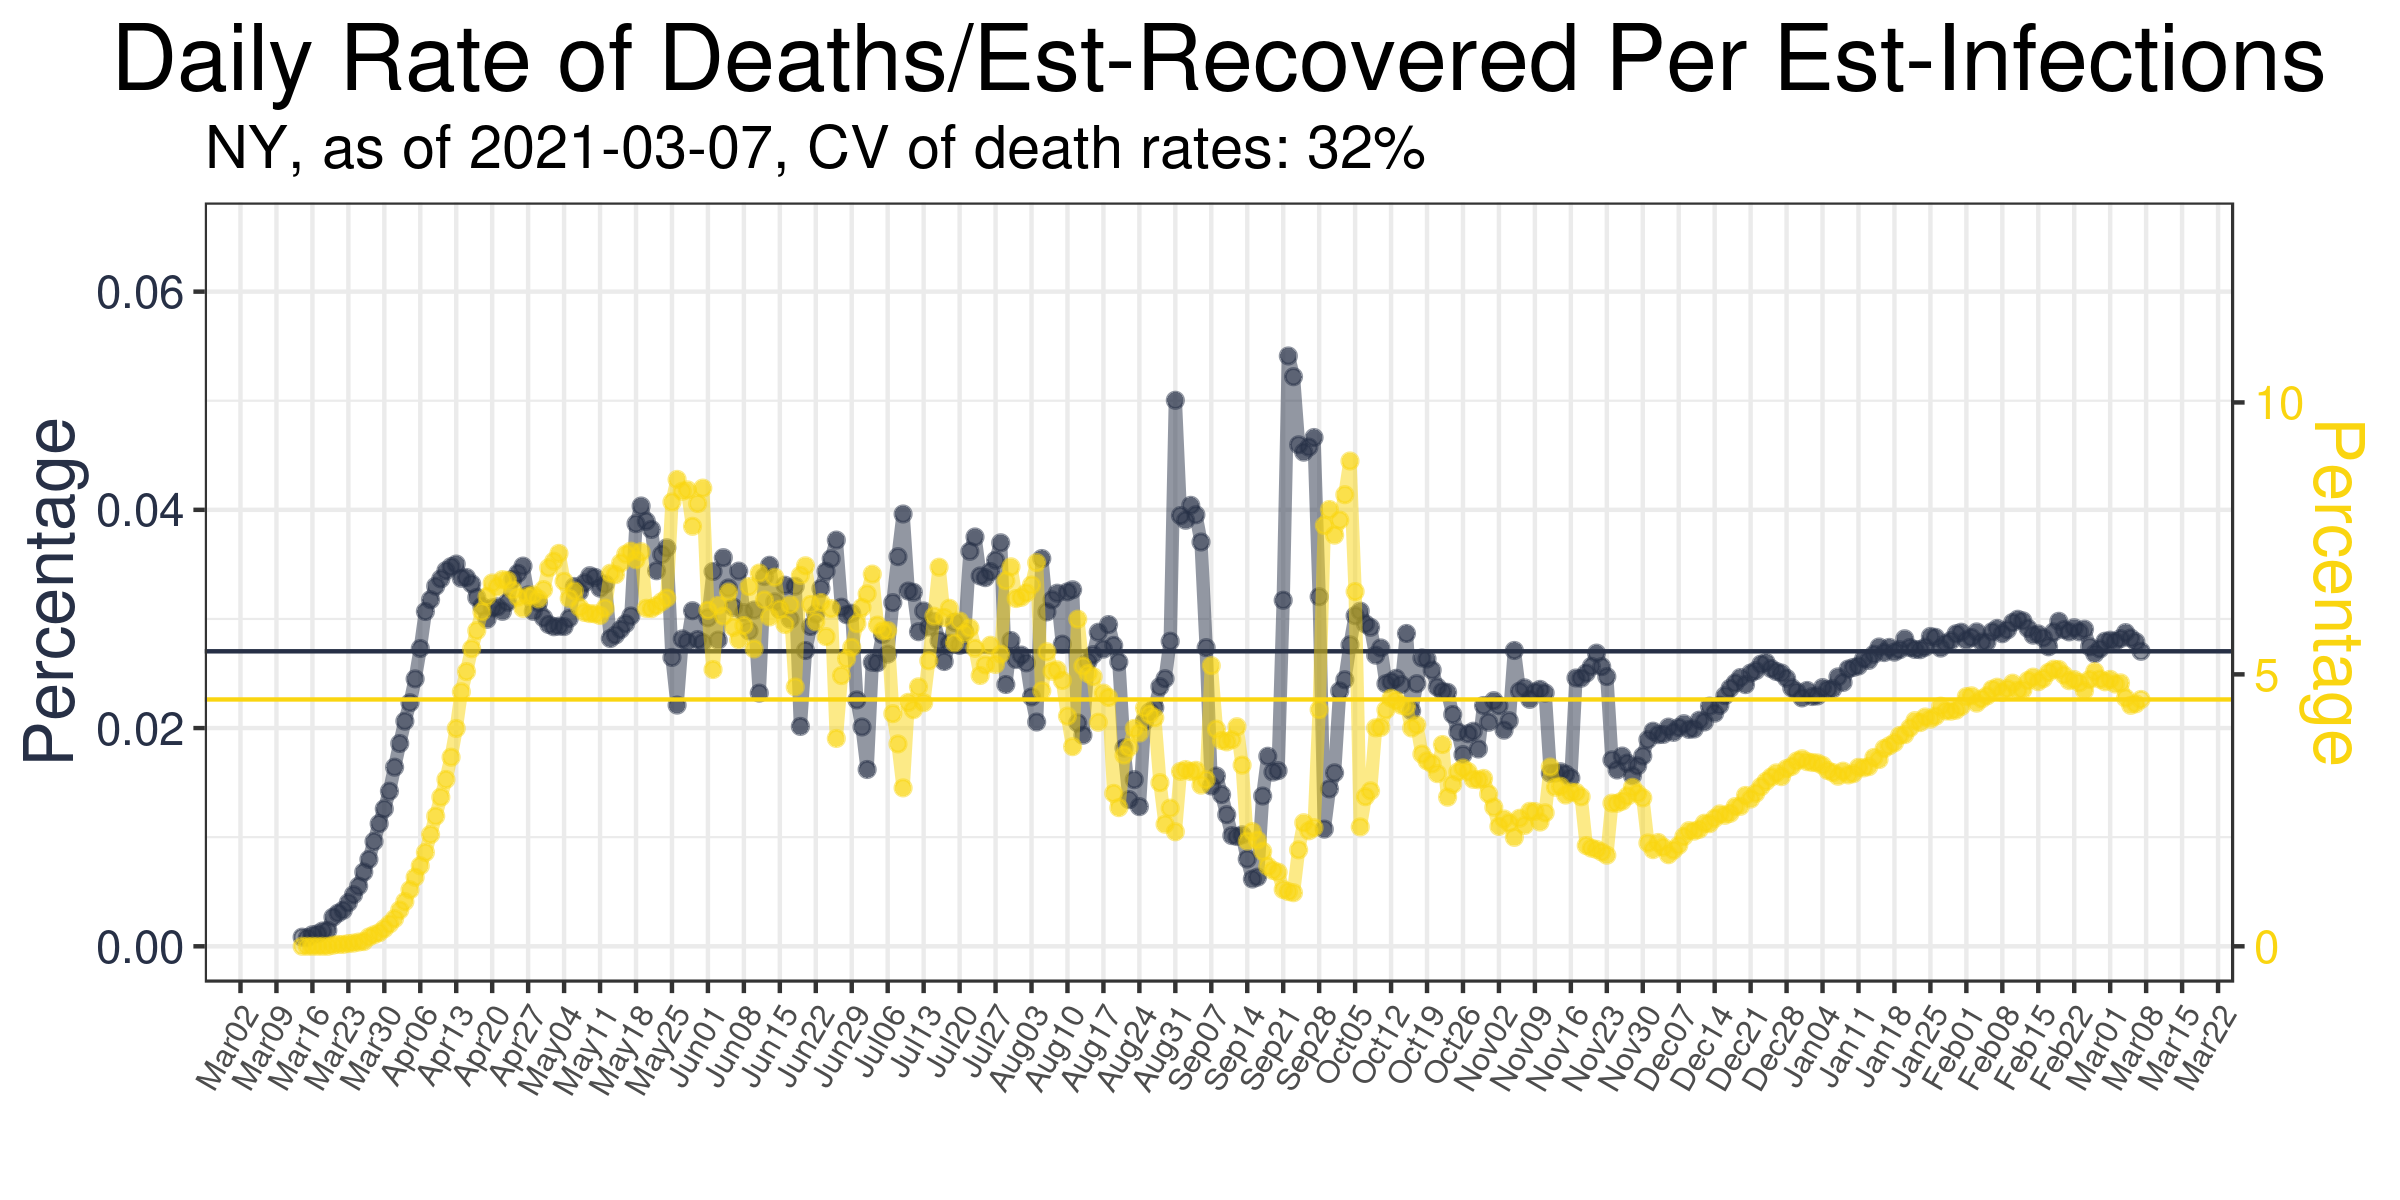 Daily Rate of Deaths/Est-Recovered Per Est-Infections
NY, as of 2021-03-07, CV of death rates: 32%
Percentage
0.06
0.04
0.02
0.00
10
5
0
Percentage
Mar02
Mar09
Mar16
Mar23
Mar30
Apr06
Apr13
Apr20
Apr27
May04
May11
May18
May25
Jun01
Jun08
Jun15
Jun22
Jun29
Jul06
Jul13
Jul20
Jul27
Aug03
Aug10
Aug17
Aug24
Aug31
Sep07
Sep14
Sep21
Sep28
Oct05
Oct12
Oct19
Oct26
Nov02
Nov09
Nov16
Nov23
Nov30
Dec07
Dec14
Dec21
Dec28
Jan04
Jan11
Jan18
Jan25
Feb01
Feb08
Feb15
Feb22
Mar01
Mar08
Mar15
Mar22